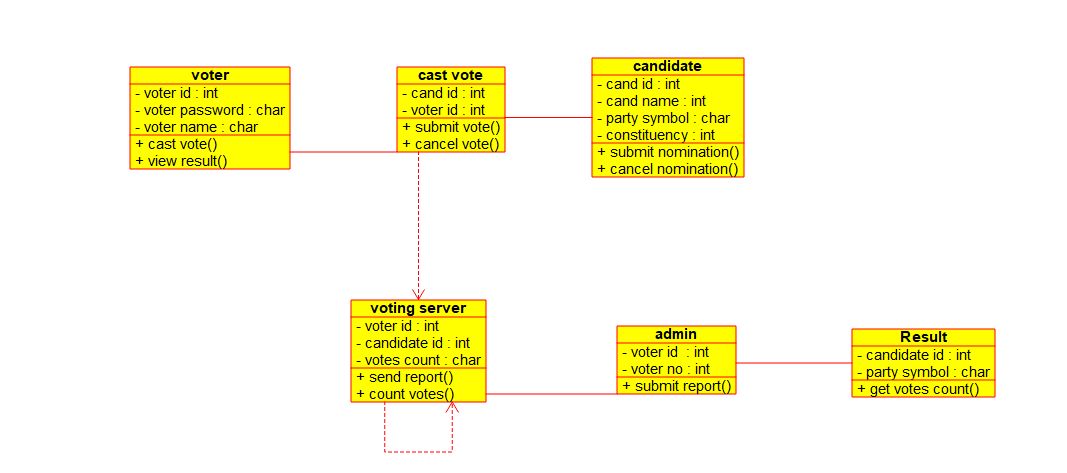 voter
- voter id : int
- voter password : char
- voter name : char
+ cast vote()
+ view result()
cast vote
- cand id : int
- voter id : int
+ submit vote()
+ cancel vote()
candidate
- cand id : int
- cand name : int
- party symbol : char
- constituency : int
+ submit nomination()
+ cancel nomination()
voting server
- voter id : int
- candidate id : int
- votes count : char
+ send report()
+ count votes()
admin
- voter id : int
- voter no : int
+ submit report()
Result
- candidate id : int
- party symbol : char
+ get votes count()